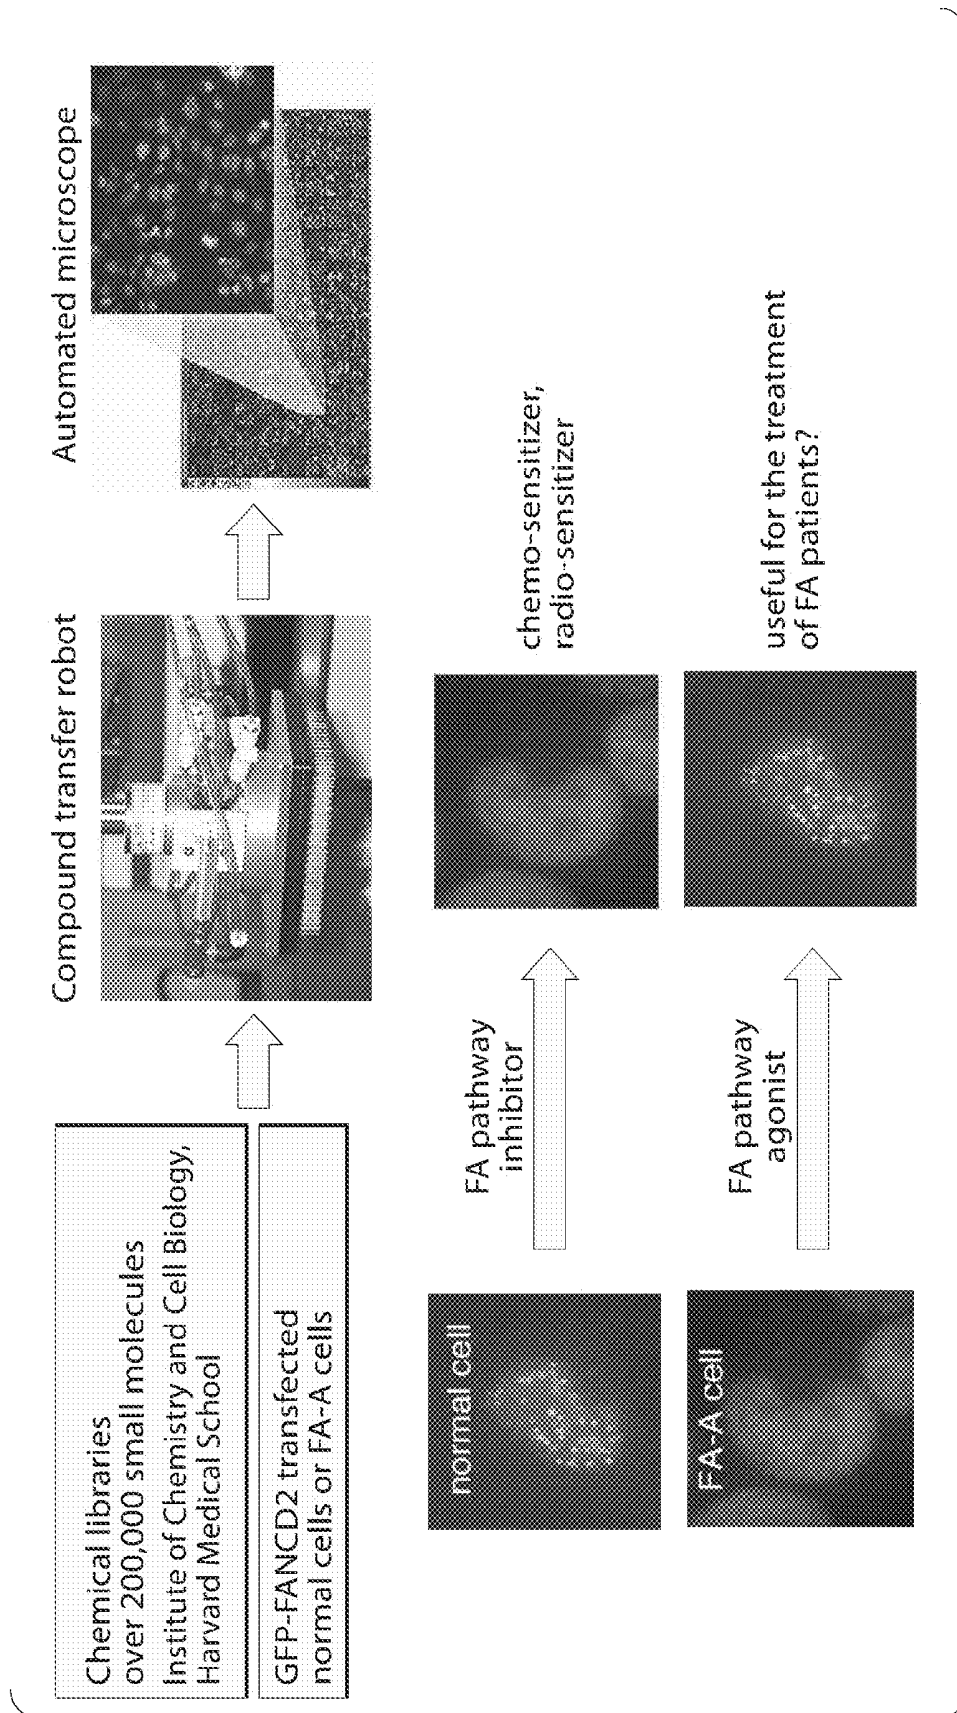 Chemical libraries
over 200,000 small molecules
Institute of Chemistry and Cell Biology,
Harvard Medical School
GFP-FANCD2 transfected
normal cells or FA-A cells
Compound transfer robot
Automated microscope
normal cell
FA pathway
inhibitor
chemo-sensitizer,
radio-sensitizer
FA-A cell
FA pathway
agonist
useful for the treatment
of FA patients?